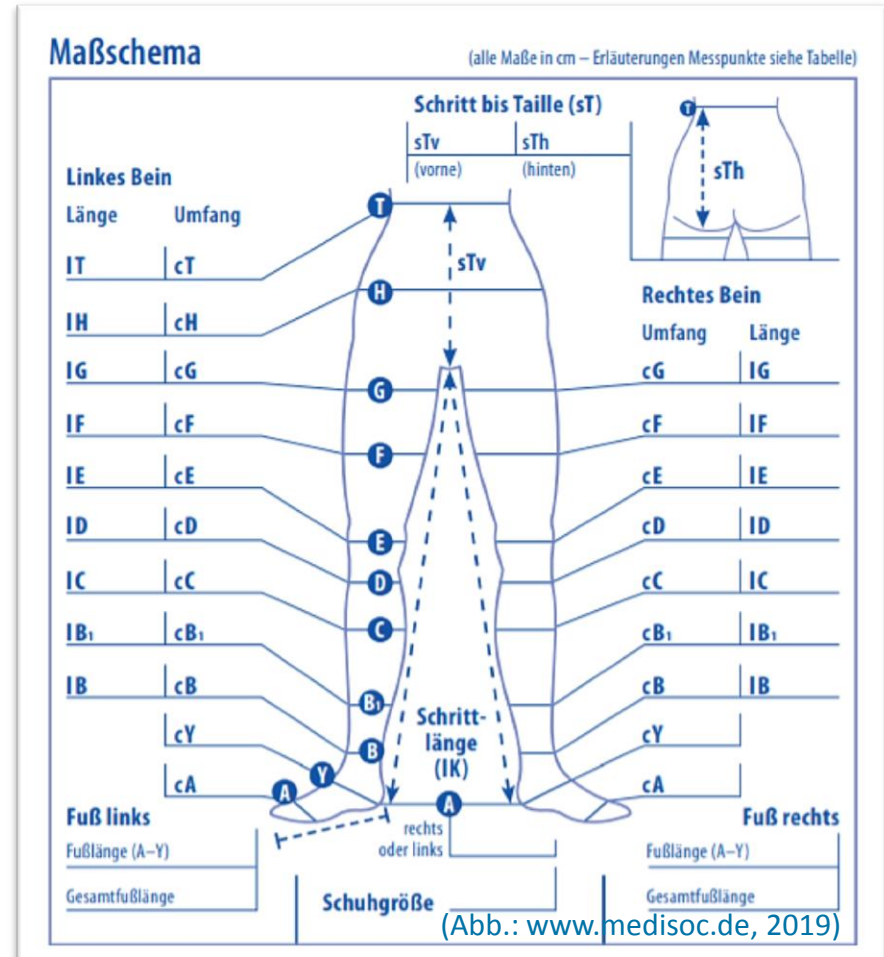 Maßschema
(alle Maße in cm – Erläuterungen Messpunkte siehe Tabelle)
Schritt bis Taille (sT)
sTv sTh
(vorne) (hinten)
T
sTh
Linkes Bein
Länge Umfang
T
sTv
lT cT
H
Rechtes Bein
Umfang Länge
lH cH
lG cG
G
cG lG
lF cF
F
cF lF
lE cE
E
cE lE
lD cD
D
cD lD
lC cC
C
cC lC
lB₁ cB₁
B₁
cB₁ lB₁
lB cB
B
cB lB
Schritt-
länge
(lK)
cY
Y
cY
cA
A
A
cA
Fuß links
rechts
oder links
Fuß rechts
Fußlänge (A–Y)
Fußlänge (A–Y)
Gesamtfußlänge
Schuhgröße
Gesamtfußlänge
(Abb.: www.medisoc.de, 2019)